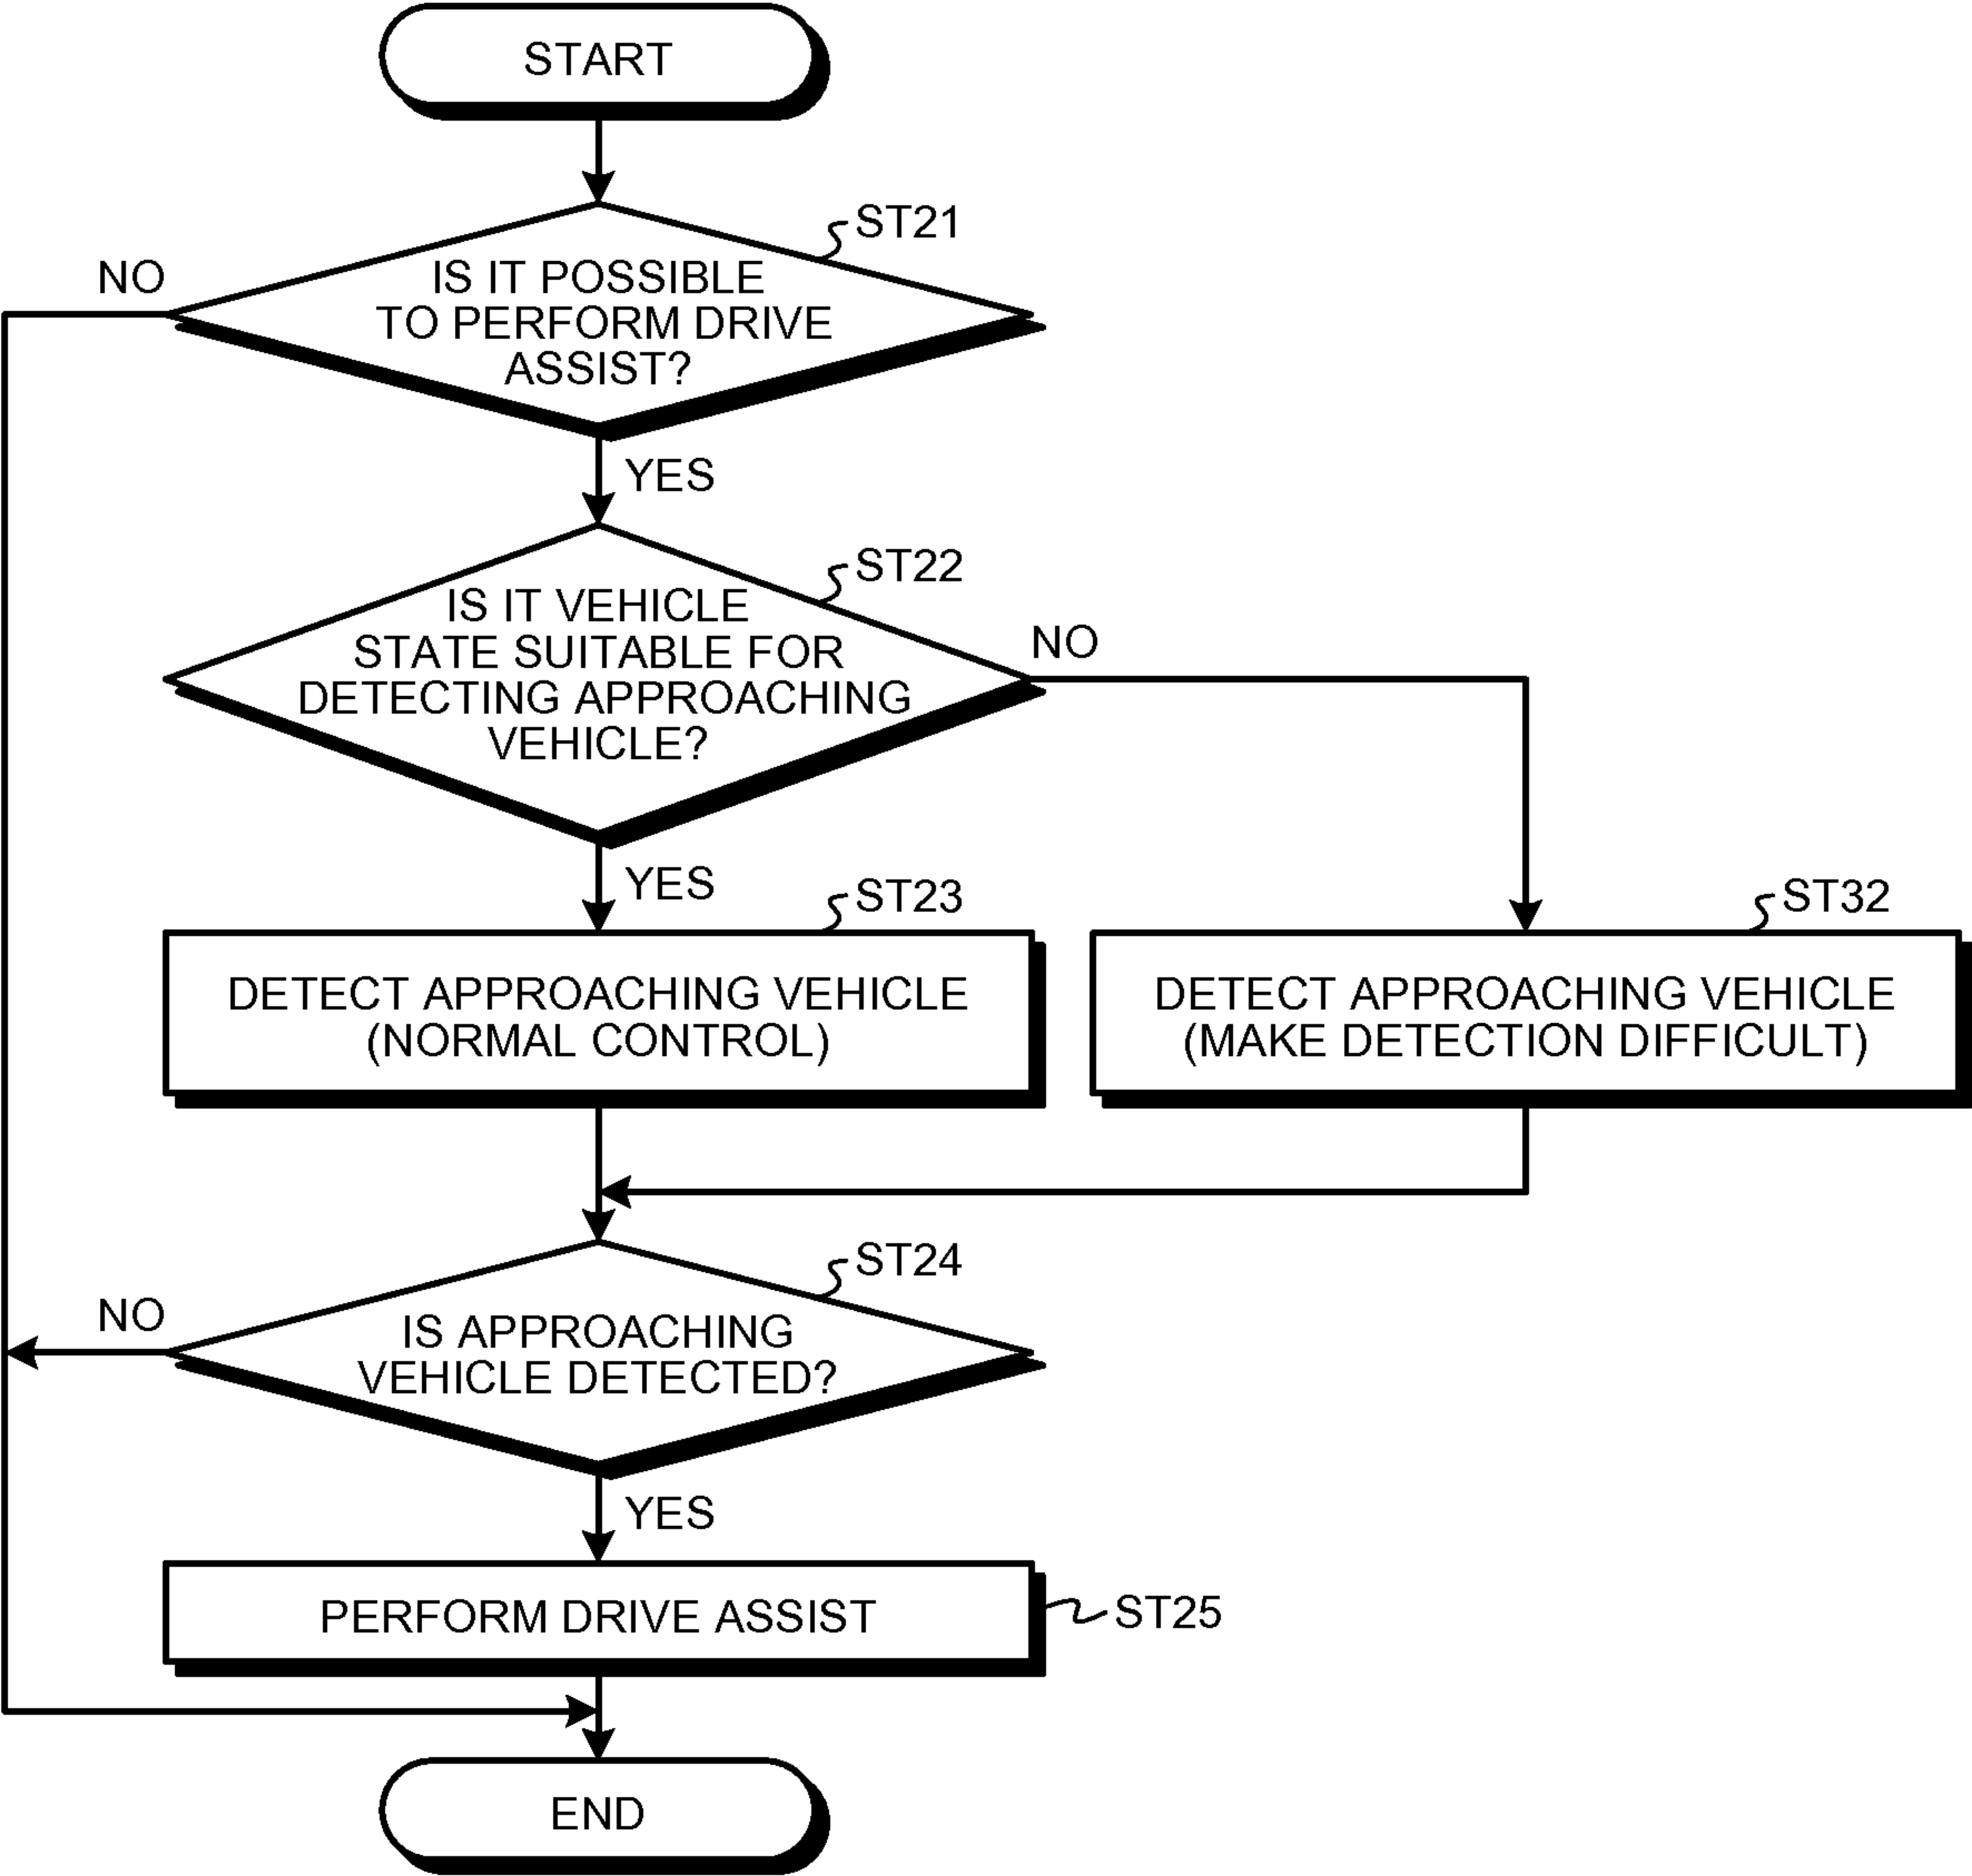 START
ST21
NO
IS IT POSSIBLE
TO PERFORM DRIVE
ASSIST?
YES
ST22
IS IT VEHICLE
STATE SUITABLE FOR
DETECTING APPROACHING
VEHICLE?
NO
YES
ST23
ST32
DETECT APPROACHING VEHICLE
(NORMAL CONTROL)
DETECT APPROACHING VEHICLE
(MAKE DETECTION DIFFICULT)
ST24
NO
IS APPROACHING
VEHICLE DETECTED?
YES
PERFORM DRIVE ASSIST
ST25
END